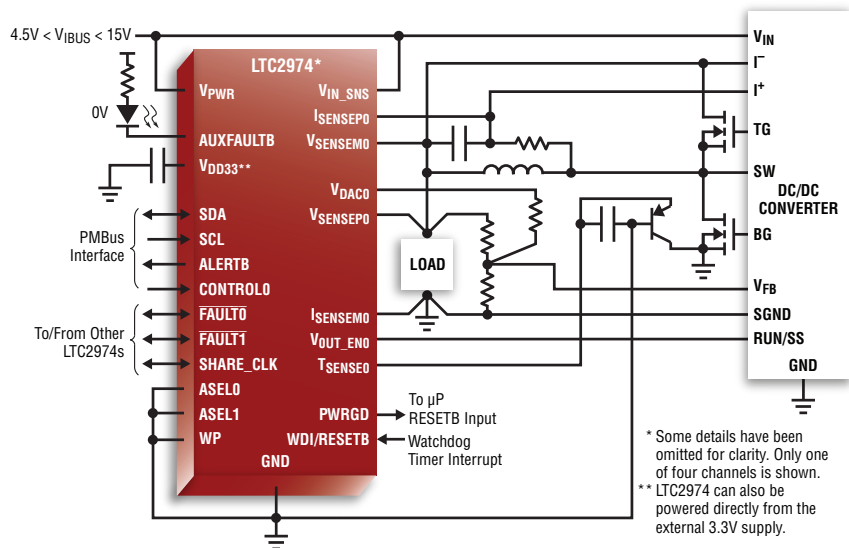 4.5V < VIBUS < 15V
0V
PMBus
Interface
To/From Other
LTC2974s
LTC2974*
VPWR
AUXFAULTB
VDD33**
SDA
SCL
ALERTB
CONTROL0
FAULT0
FAULT1
SHARE_CLK
ASEL0
ASEL1
WP
GND
VIN_SNS
ISENSEP0
VSENSEM0
VDAC0
VSENSEP0
ISENSEM0
VOUT_EN0
TSENSE0
PWRGD
WDI/RESETB
LOAD
To µP
RESETB Input
Watchdog
Timer Interrupt
VIN
I−
I+
TG
SW
DC/DC
CONVERTER
BG
VFB
SGND
RUN/SS
GND
* Some details have been
omitted for clarity. Only one
of four channels is shown.
** LTC2974 can also be
powered directly from the
external 3.3V supply.